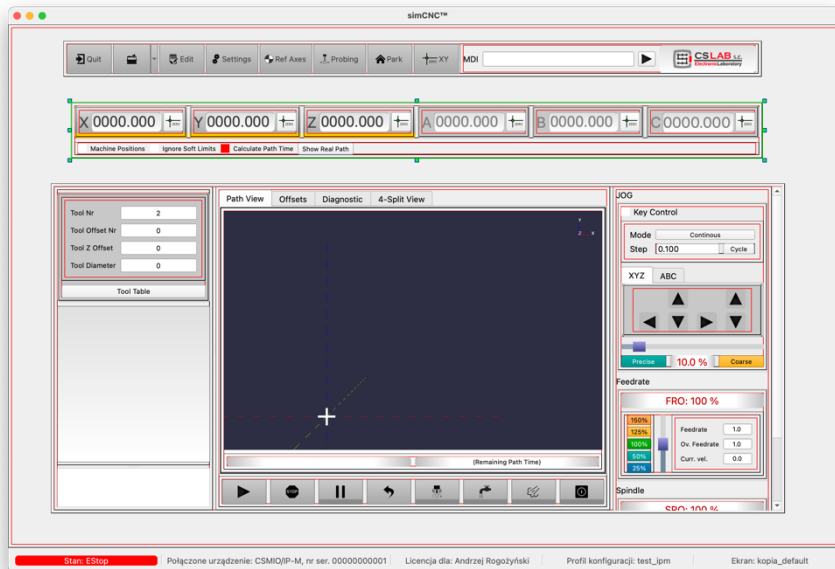 simCNC™
Quit Edit Settings Ref Axes Probing Park XY MDI CSLAB s.c.
ElectronicLaboratory
X 0000.000 Y 0000.000 Z 0000.000 A 0000.000 B 0000.000 C 0000.000
Machine Positions Ignore Soft Limits Calculate Path Time Show Real Path
Tool Nr 2
Tool Offset Nr 0
Tool Z Offset 0
Tool Diameter 0
Tool Table
Path View Offsets Diagnostic 4-Split View
Y
Z X
(Remaining Path Time)
STOP
JOG
Key Control
Mode Continous
Step 0.100 Cycle
XYZ ABC
Precise 10.0 % Coarse
Feedrate
FRO: 100 %
150%
125%
100%
50%
25%
Feedrate 1.0
Ov. Feedrate 1.0
Curr. vel. 0.0
Spindle
SRO: 100 %
Stan: EStop Połączone urządzenie: CSMIO/IP-M, nr ser. 00000000001 Licencja dla: Andrzej Rogożyński Profil konfiguracji: test_ipm Ekran: kopia_default